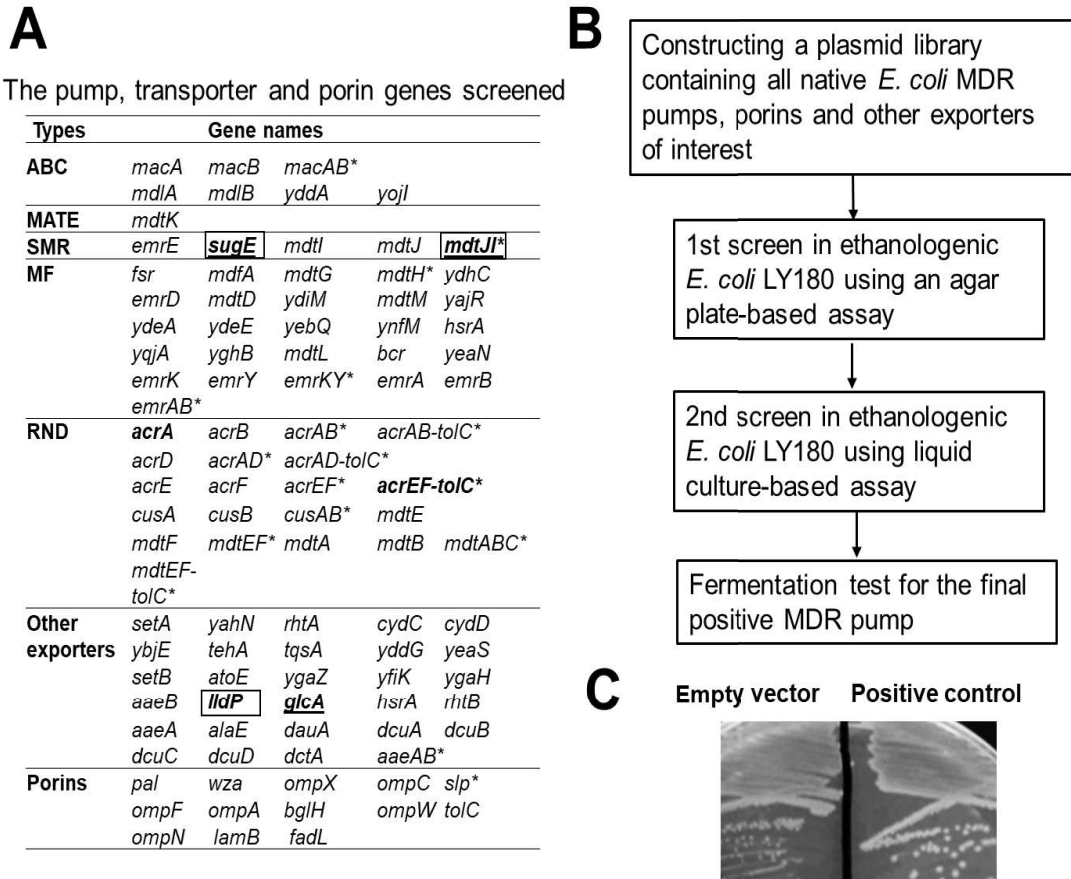 A
The pump, transporter and porin genes screened
Types Gene names
ABC macA macB macAB*
mdlA mdlB yddA yojI
MATE mdtK
SMR emrE sugE mdtI mdtJ mdtJI*
MF fsr mdfA mdtG mdtH* ydhC
emrD mdtD ydiM mdtM yajR
ydeA ydeE yebQ ynfM hsrA
yqjA yghB mdtL bcr yeaN
emrK emrY emrKY* emrA emrB
emrAB*
RND acrA acrB acrAB* acrAB-tolC*
acrD acrAD* acrAD-tolC*
acrE acrF acrEF* acrEF-tolC*
cusA cusB cusAB* mdtE
mdtF mdtEF* mdtA mdtB mdtABC*
mdtEF-
tolC*
Other setA yahN rhtA cydC cydD
exporters ybjE tehA tqsA yddG yeaS
setB atoE ygaZ yfiK ygaH
aaeB lldP glcA hsrA rhtB
aaeA alaE dauA dcuA dcuB
dcuC dcuD dctA aaeAB*
Porins pal wza ompX ompC slp*
ompF ompA bglH ompW tolC
ompN lamB fadL
B
Constructing a plasmid library
containing all native E. coli MDR
pumps, porins and other exporters
of interest
1st screen in ethanologenic
E. coli LY180 using an agar
plate-based assay
2nd screen in ethanologenic
E. coli LY180 using liquid
culture-based assay
Fermentation test for the final
positive MDR pump
C
Empty vector Positive control